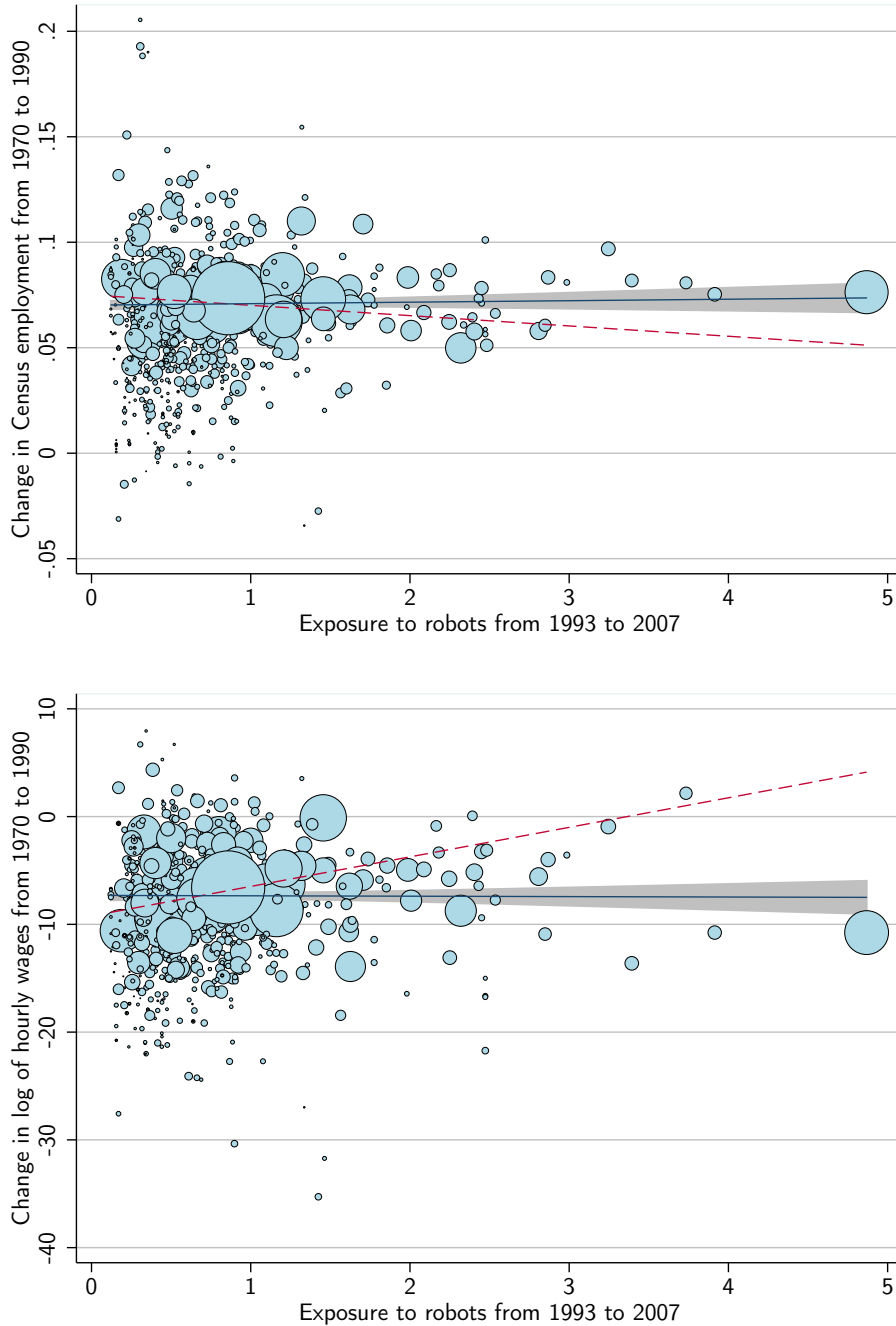 Change in Census employment from 1970 to 1990
.2
.15
.1
.05
0
-.05
0 1 2 3 4 5
Exposure to robots from 1993 to 2007
Change in log of hourly wages from 1970 to 1990
10
0
-10
-20
-30
-40
0 1 2 3 4 5
Exposure to robots from 1993 to 2007